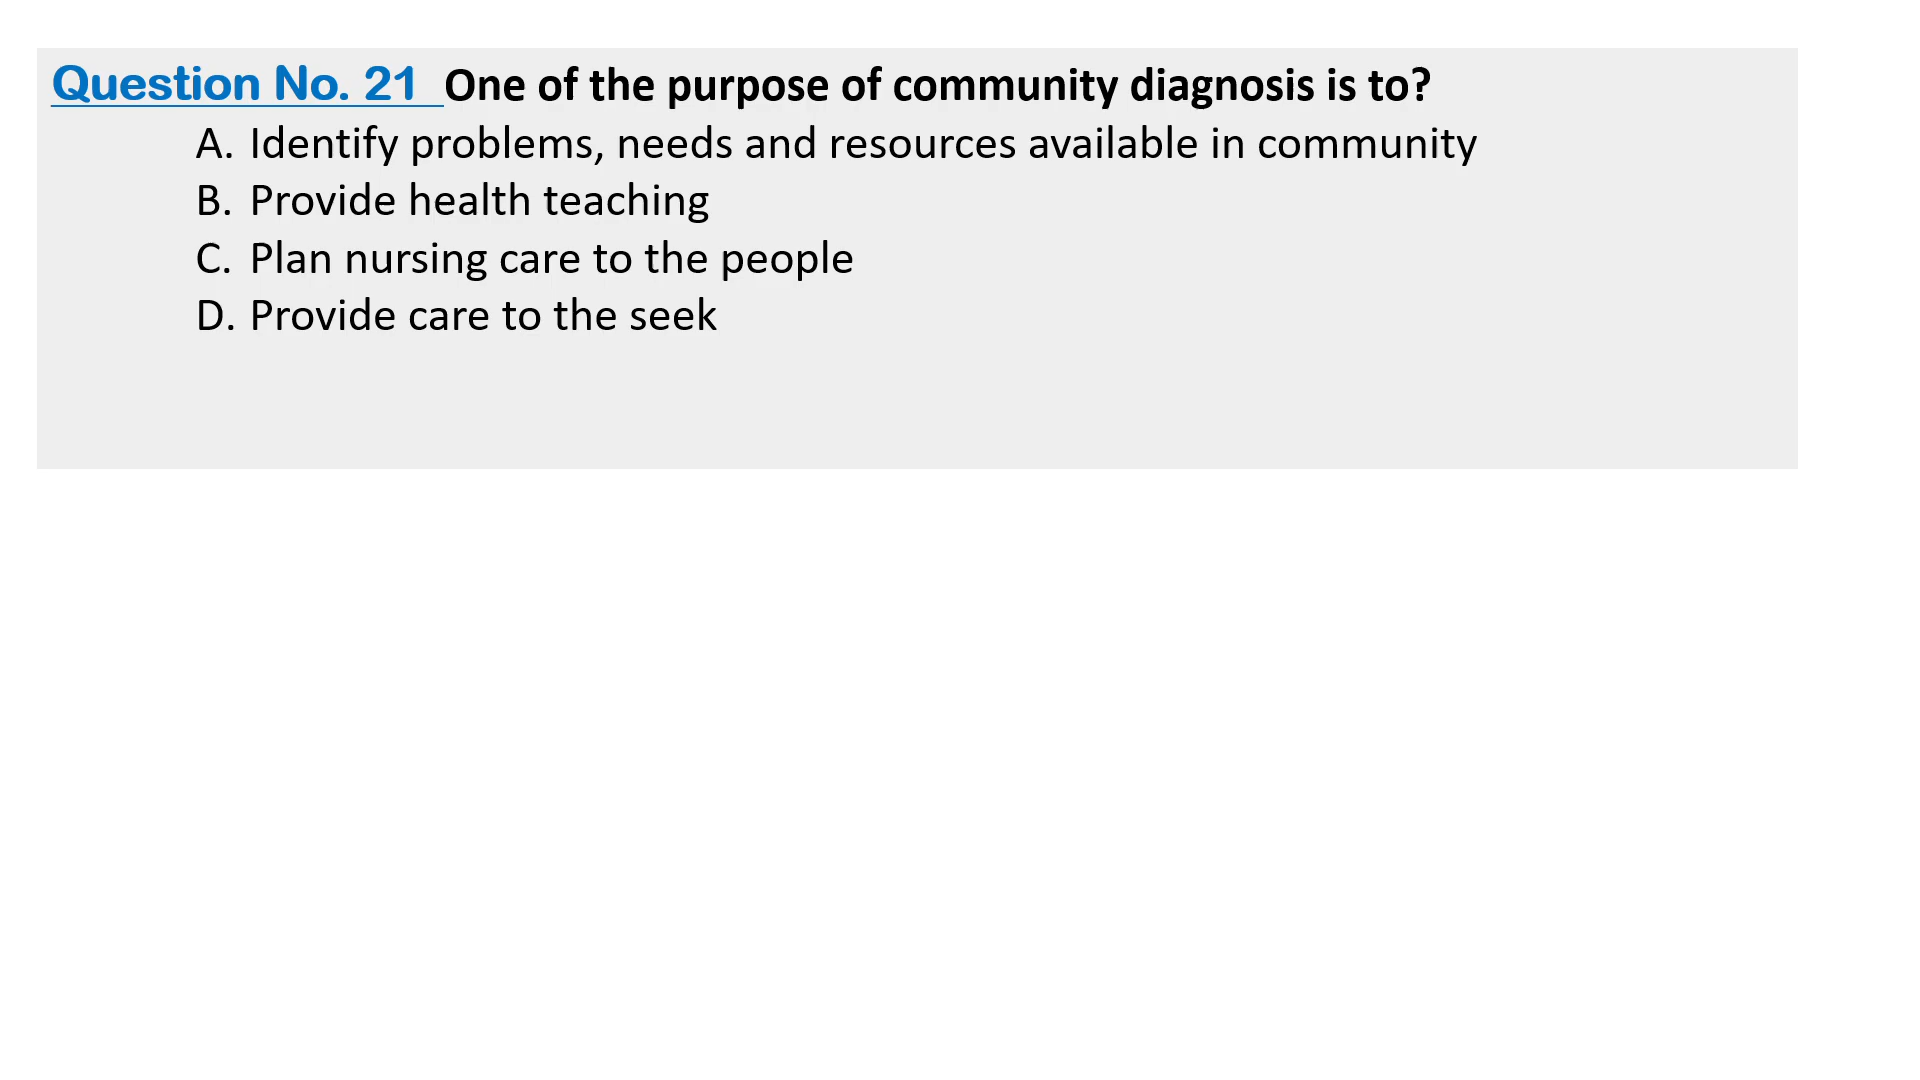 Question No. 21 One of the purpose of community diagnosis is to?
A. Identify problems, needs and resources available in community
B. Provide health teaching
C. Plan nursing care to the people
D. Provide care to the seek